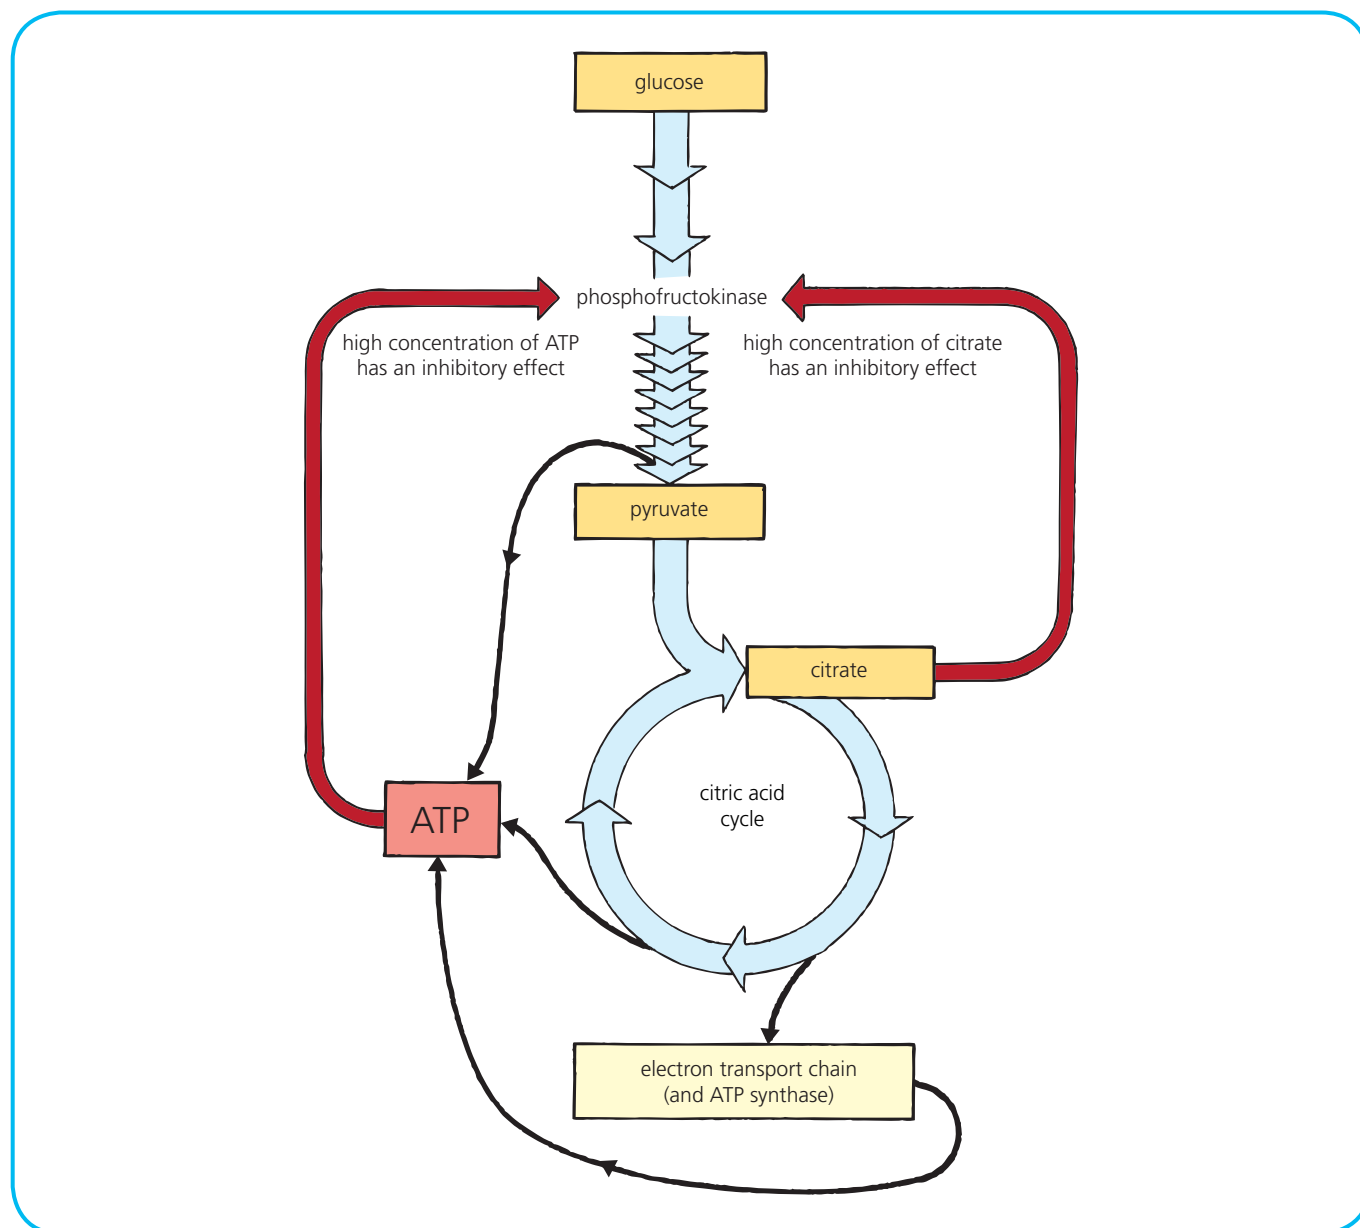 glucose
phosphofructokinase
high concentration of ATP
has an inhibitory effect
high concentration of citrate
has an inhibitory effect
pyruvate
citrate
citric acid
cycle
ATP
electron transport chain
(and ATP synthase)